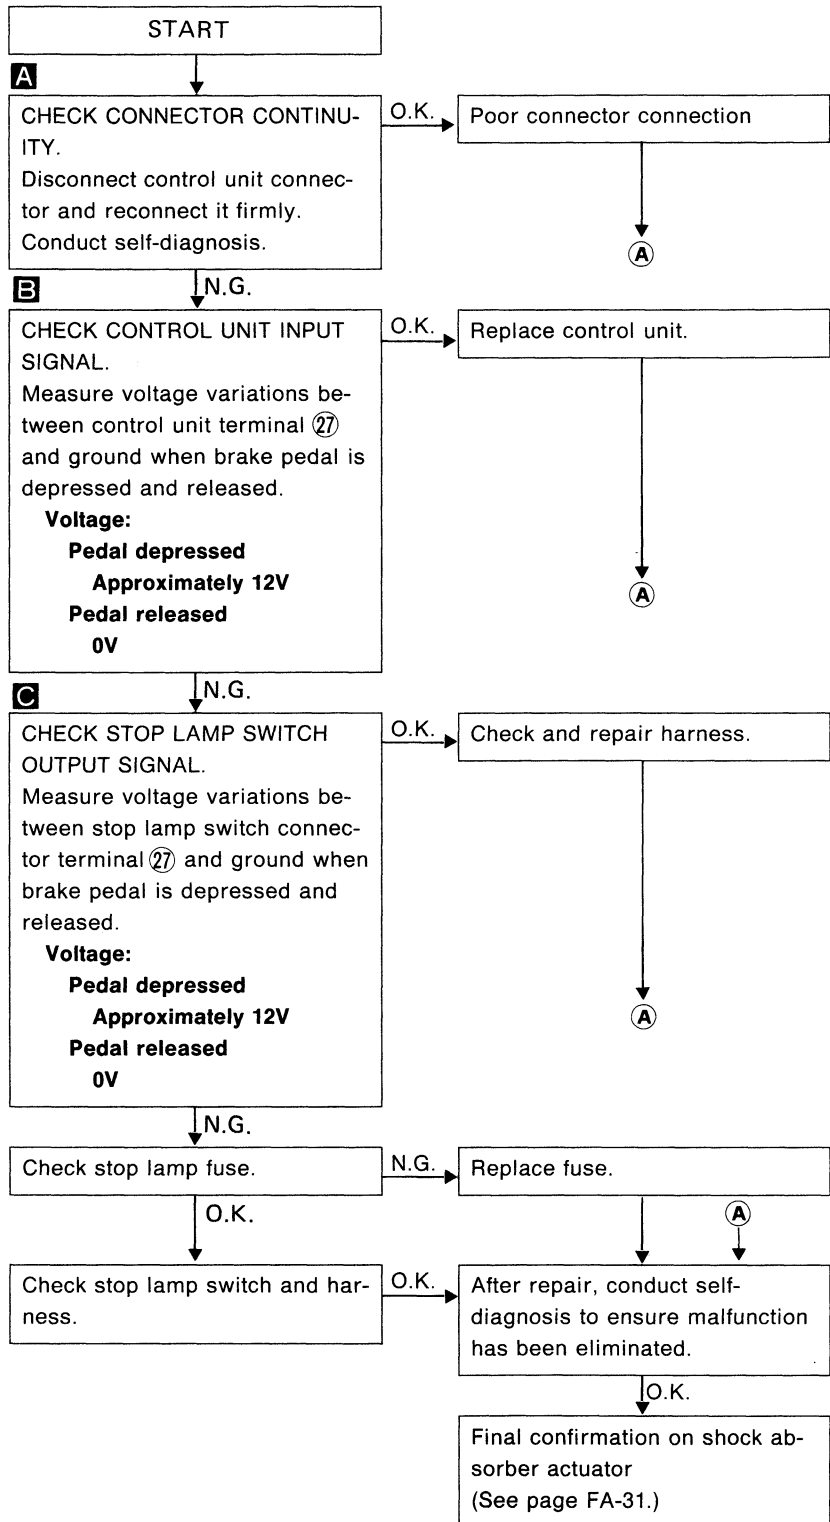 START
A
CHECK CONNECTOR CONTINU-
ITY.
Disconnect control unit connec-
tor and reconnect it firmly.
Conduct self-diagnosis.
O.K.
Poor connector connection
A
N.G.
B
CHECK CONTROL UNIT INPUT
SIGNAL.
Measure voltage variations be-
tween control unit terminal 27
and ground when brake pedal is
depressed and released.
Voltage:
Pedal depressed
Approximately 12V
Pedal released
0V
O.K.
Replace control unit.
A
N.G.
C
CHECK STOP LAMP SWITCH
OUTPUT SIGNAL.
Measure voltage variations be-
tween stop lamp switch connec-
tor terminal 27 and ground when
brake pedal is depressed and
released.
Voltage:
Pedal depressed
Approximately 12V
Pedal released
0V
O.K.
Check and repair harness.
A
N.G.
Check stop lamp fuse.
N.G.
Replace fuse.
O.K.
A
Check stop lamp switch and har-
ness.
O.K.
After repair, conduct self-
diagnosis to ensure malfunction
has been eliminated.
O.K.
Final confirmation on shock ab-
sorber actuator
(See page FA-31.)